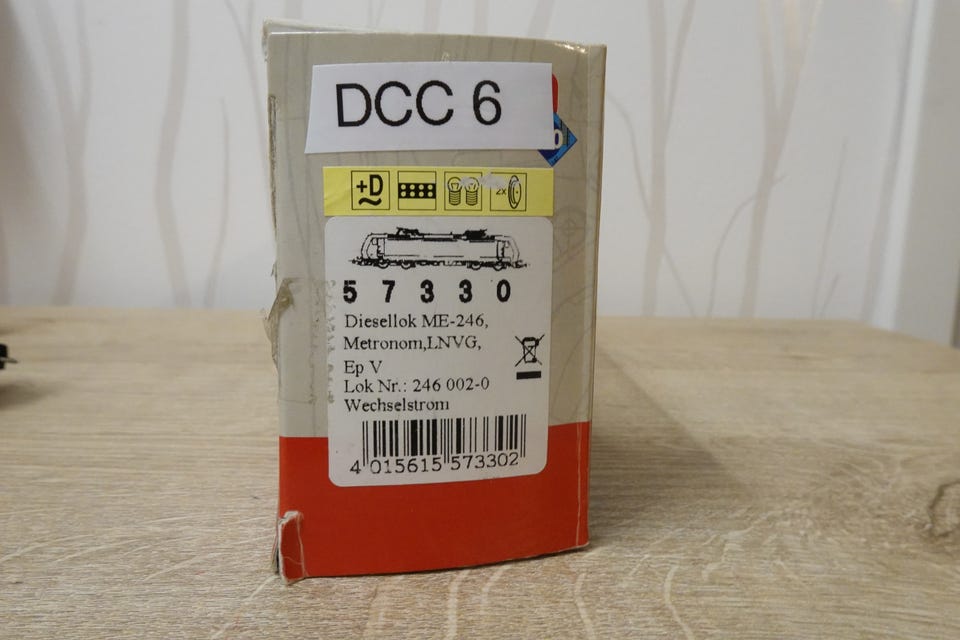 DCC 6
+D
2x
5 7 3 3 0
Diesellok ME-246,
Metronom,LNVG,
Ep V
Lok Nr.: 246 002-0
Wechselstrom
4 015615 573302